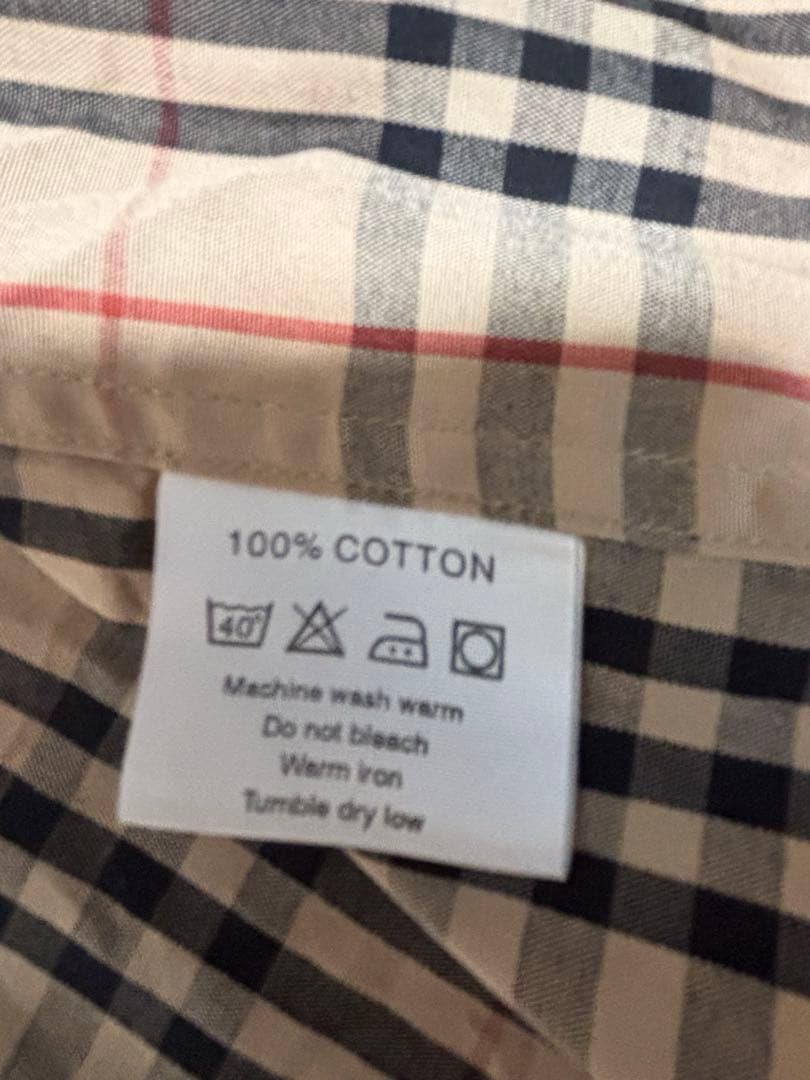 100% COTTON
40°
Machine wash warm
Do not bleach
Warm iron
Tumble dry low